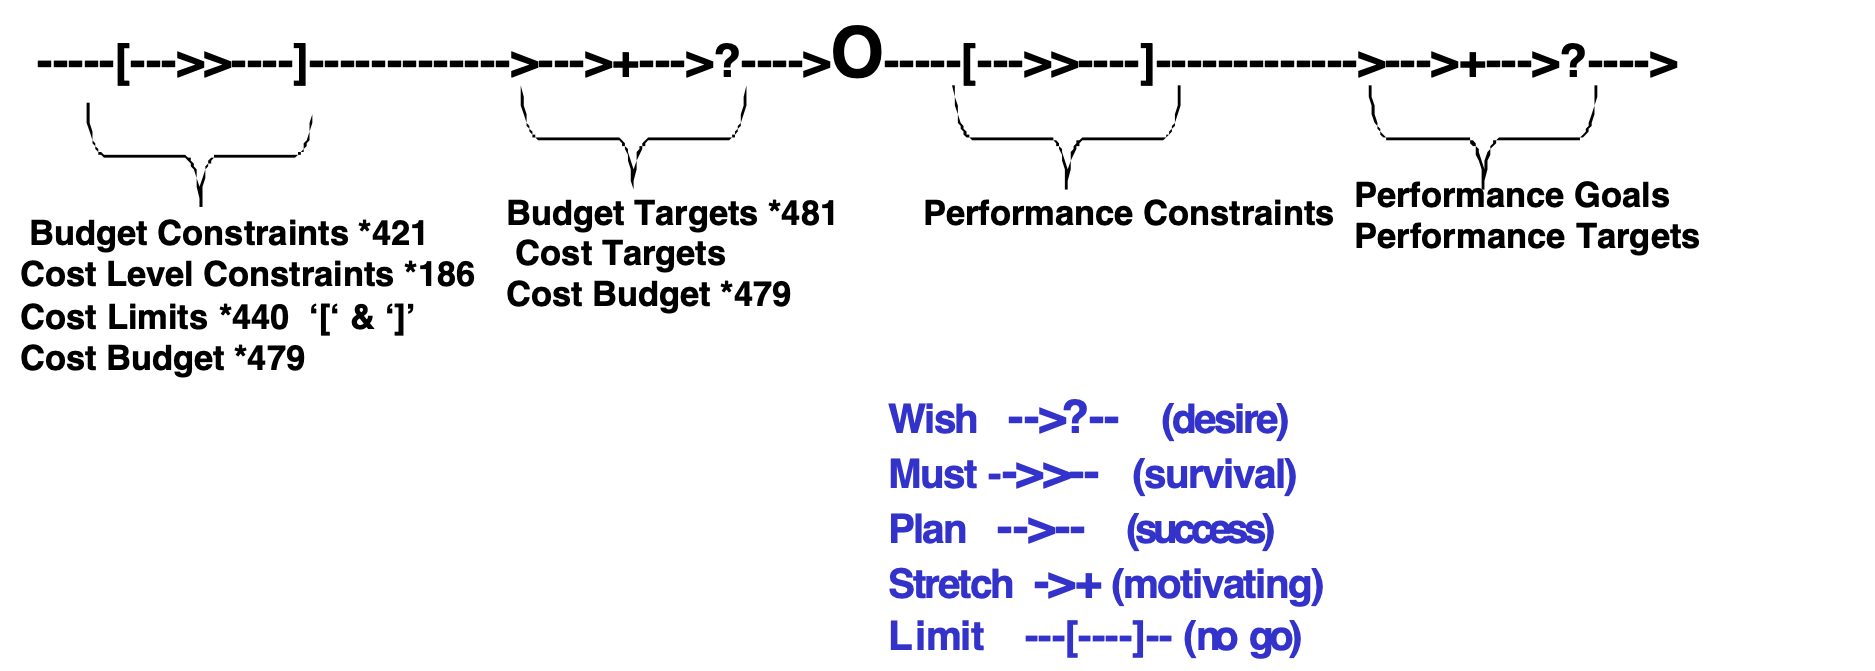 -----[--->>----]------------->--->+--->?---->O-----[--->>----]------------->--->+--->?---->
Budget Constraints *421
Cost Level Constraints *186
Cost Limits *440 ‘[‘ & ‘]’
Cost Budget *479
Budget Targets *481
Cost Targets
Cost Budget *479
Performance Constraints
Performance Goals
Performance Targets
Wish -->?-- (desire)
Must -->>-- (survival)
Plan -->-- (success)
Stretch ->+ (motivating)
Limit ---[----]-- (no go)